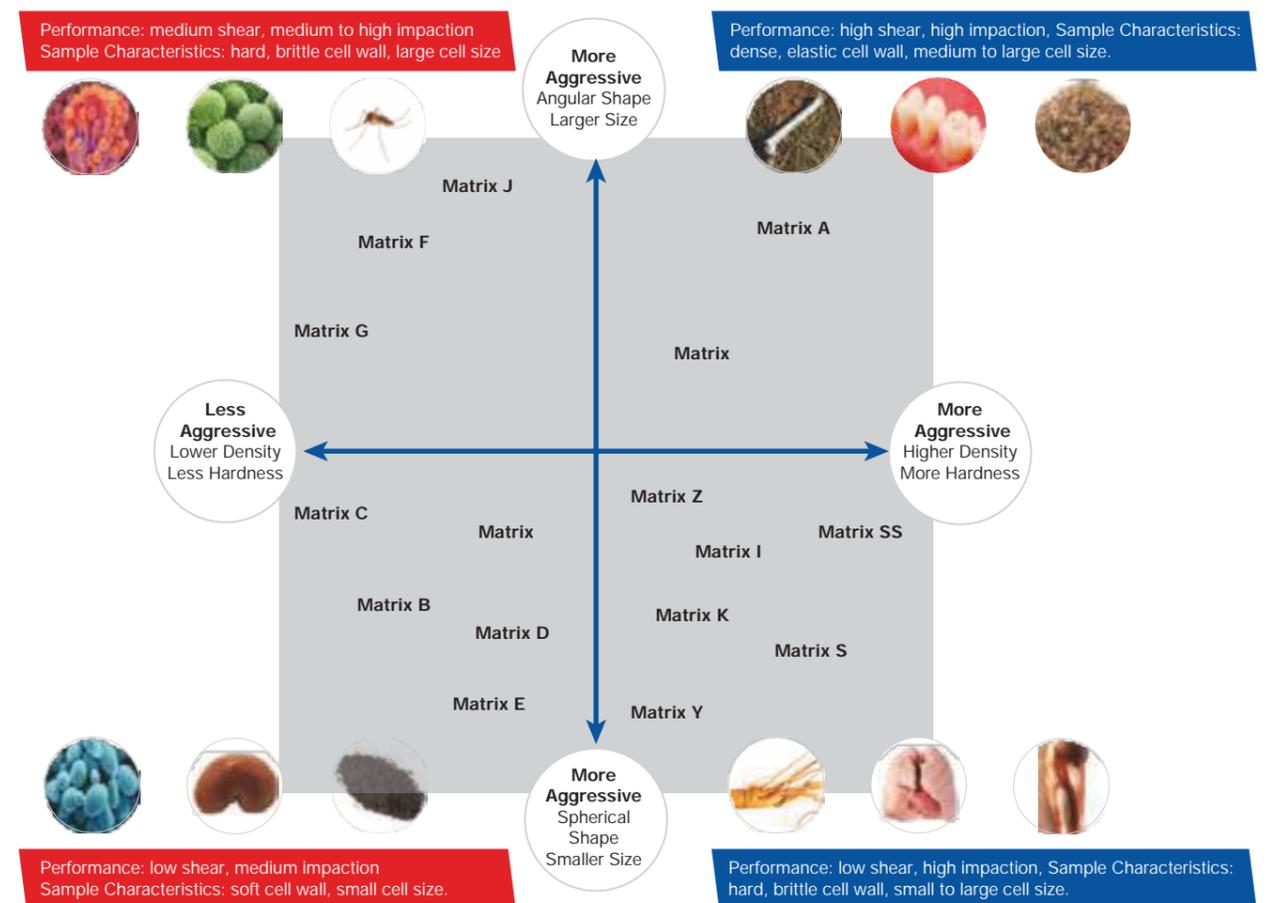 Performance: medium shear, medium to high impaction
Sample Characteristics: hard, brittle cell wall, large cell size
Performance: high shear, high impaction, Sample Characteristics:
dense, elastic cell wall, medium to large cell size.
More
Aggressive
Angular Shape
Larger Size
Matrix J
Matrix A
Matrix F
Matrix G
Matrix
Less
Aggressive
Lower Density
Less Hardness
More
Aggressive
Higher Density
More Hardness
Matrix Z
Matrix C
Matrix
Matrix SS
Matrix I
Matrix B
Matrix K
Matrix D
Matrix S
Matrix E
Matrix Y
More
Aggressive
Spherical
Shape
Smaller Size
Performance: low shear, medium impaction
Sample Characteristics: soft cell wall, small cell size.
Performance: low shear, high impaction, Sample Characteristics:
hard, brittle cell wall, small to large cell size.